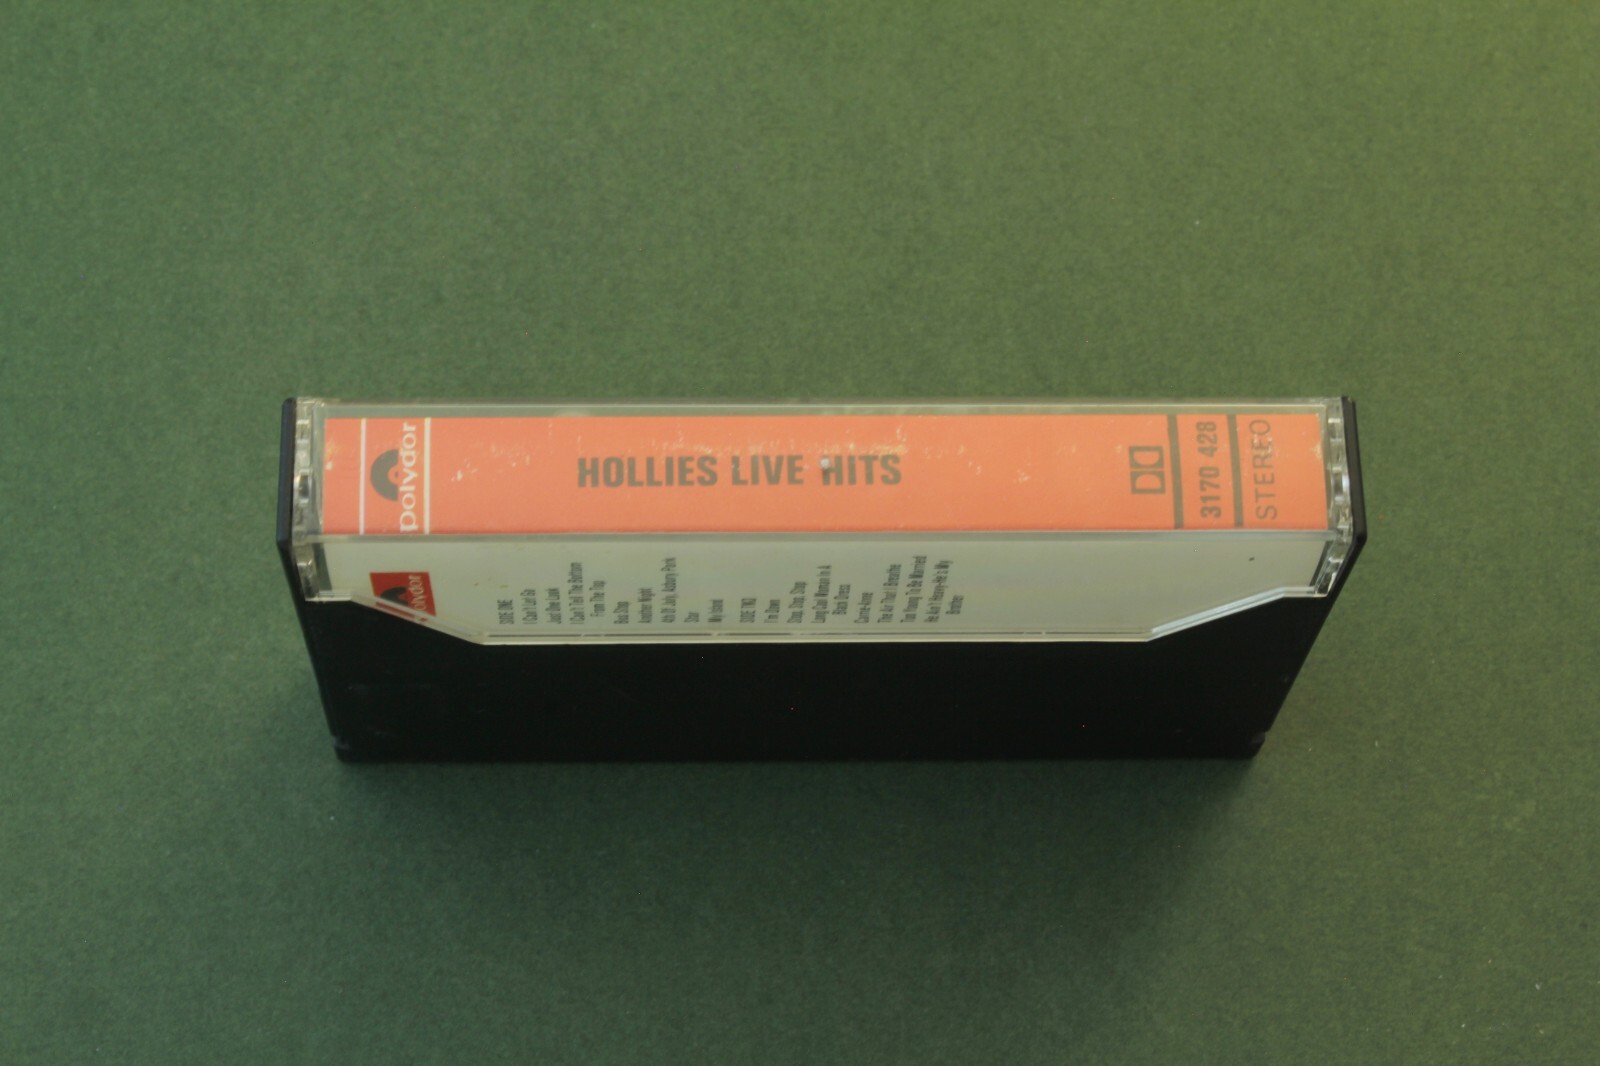 polydor
HOLLIES LIVE HITS
3170 428
STEREO
polydor
SIDE ONE
I Can't Let Go
Just One Look
I Can't Tell The Bottom
From The Top
Bus Stop
Another Night
4th Of July, Asbury Park
Star
My Island
SIDE TWO
I'm Down
Stop, Stop, Stop
Long Cool Woman In A
Black Dress
Carrie-Anne
The Air That I Breathe
Too Young To Be Married
He Ain't Heavy-He's My
Brother